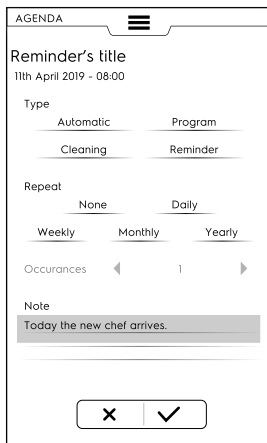 AGENDA
Reminder's title
11th April 2019 - 08:00
Type
Automatic Program
Cleaning Reminder
Repeat
None Daily
Weekly Monthly Yearly
Occurances 1
Note
Today the new chef arrives.